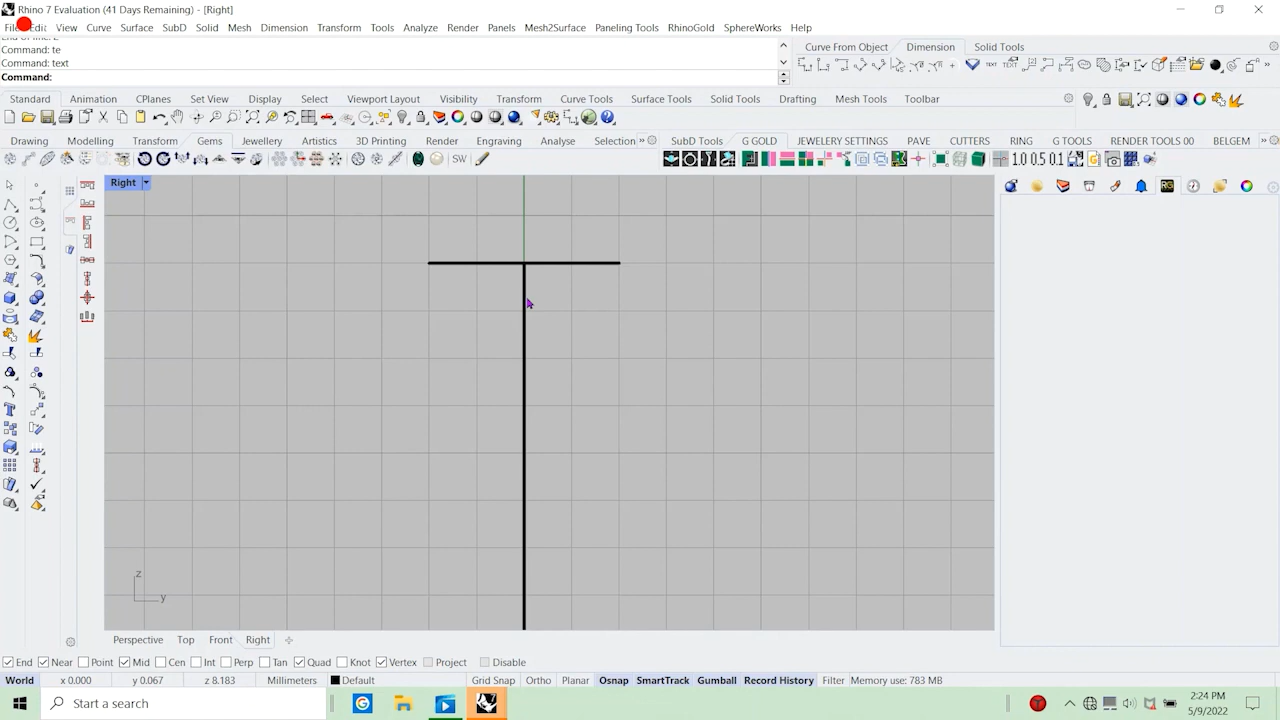 Rhino 7 Evaluation (41 Days Remaining) - [Right]
File Edit View Curve Surface SubD Solid Mesh Dimension Transform Tools Analyze Render Panels Mesh2Surface Paneling Tools RhinoGold SphereWorks Help
Command: te
Command: text
Command:
Curve From Object Dimension Solid Tools
TEXT
Standard Animation CPlanes Set View Display Select Viewport Layout Visibility Transform Curve Tools Surface Tools Solid Tools Drafting Mesh Tools Toolbar
Drawing Modelling Transform Gems Jewellery Artistics 3D Printing Render Engraving Analyse Selection » SubD Tools G GOLD JEWELRY SETTINGS PAVE CUTTERS RING G TOOLS RENDER TOOLS 00 BELGEM »
SW 1.0 0.5 0.1
Right
RG
z
y
Perspective Top Front Right
End Near Point Mid Cen Int Perp Tan Quad Knot Vertex Project Disable
World x 0.000 y 0.067 z 8.183 Millimeters Default Grid Snap Ortho Planar Osnap SmartTrack Gumball Record History Filter Memory use: 783 MB
Start a search
2:24 PM
5/9/2022